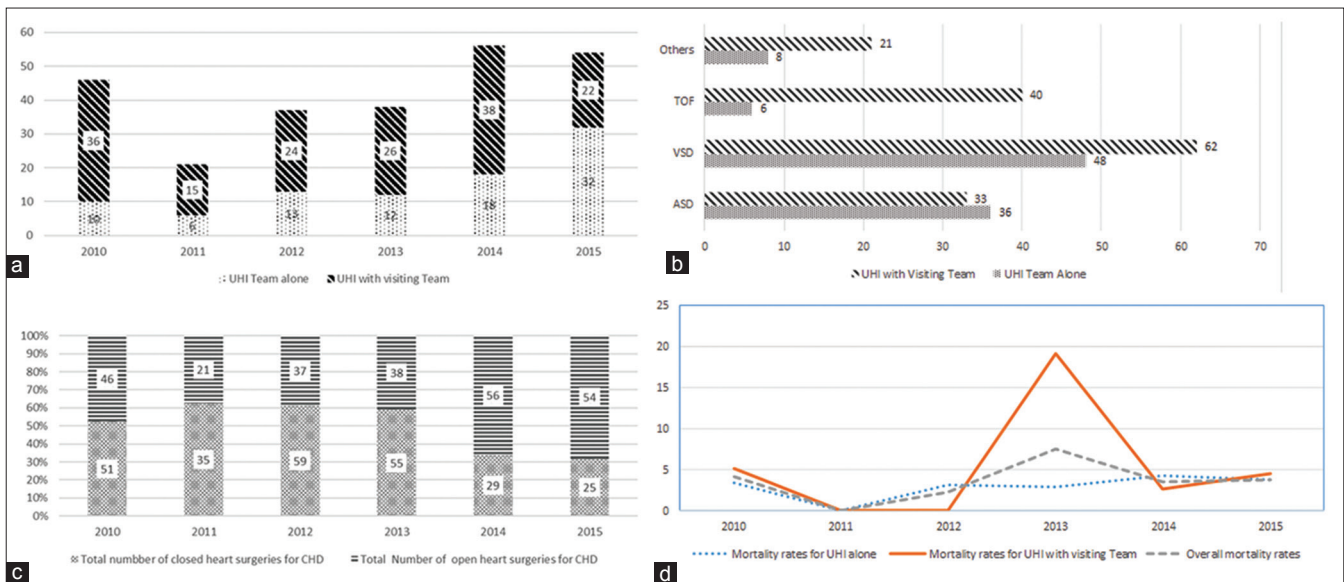 60
50
40
30
20
10
0
36
15
24
26
38
22
10
6
13
12
18
32
2010 2011 2012 2013 2014 2015
UHI Team alone UHI with visiting Team
a
Others
21
8
TOF
40
6
VSD
62
48
ASD
33
36
0 10 20 30 40 50 60 70
UHI with Visiting Team UHI Team Alone
b
100%
90%
80%
70%
60%
50%
40%
30%
20%
10%
0%
46 21 37 38 56 54
51 35 59 55 29 25
2010 2011 2012 2013 2014 2015
Total nunmber of closed heart surgeries for CHD Total Number of open heart surgeries for CHD
c
25
20
15
10
5
0
2010 2011 2012 2013 2014 2015
Mortality rates for UHI alone Mortality rates for UHI with visiting Team Overall mortality rates
d